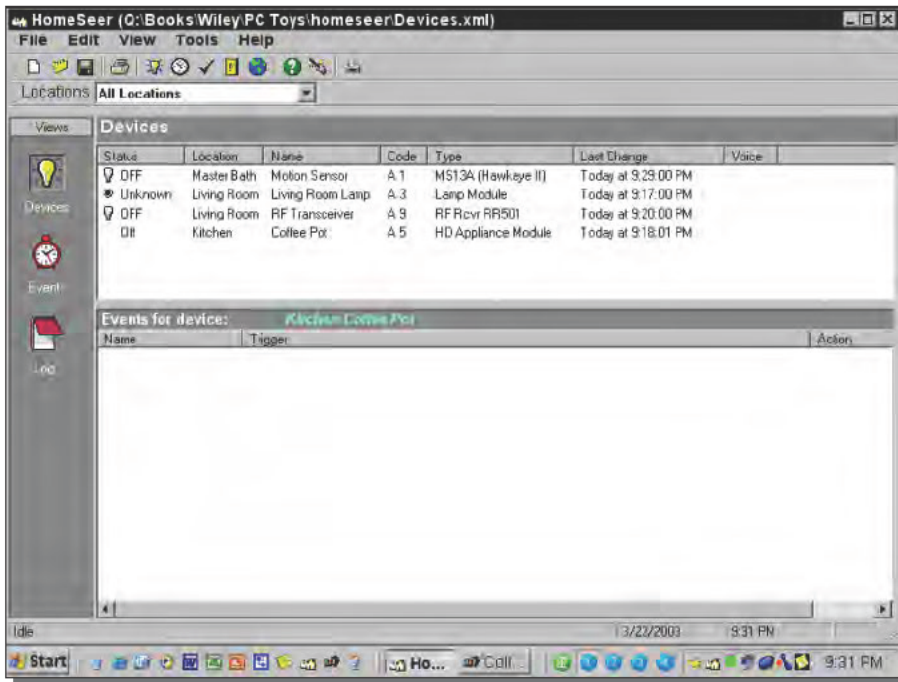 HomeSeer (Q:\Books\Wiley\PC Toys\homeseer\Devices.xml)
File Edit View Tools Help
Locations All Locations
Views Devices
Status Location Name Code Type Last Change Voice
OFF Master Bath Motion Sensor A 1 MS13A (Hawkeye II) Today at 9:29:00 PM
Unknown Living Room Living Room Lamp A 3 Lamp Module Today at 9:17:00 PM
OFF Living Room RF Transceiver A 9 RF Rcvr RR501 Today at 9:20:00 PM
Off Kitchen Coffee Pot A 5 HD Appliance Module Today at 9:18:01 PM
Devices
Events
Log
Events for device: Kitchen Coffee Pot
Name Trigger Action
Idle 3/22/2003 9:31 PM
Start Ho... 9:31 PM